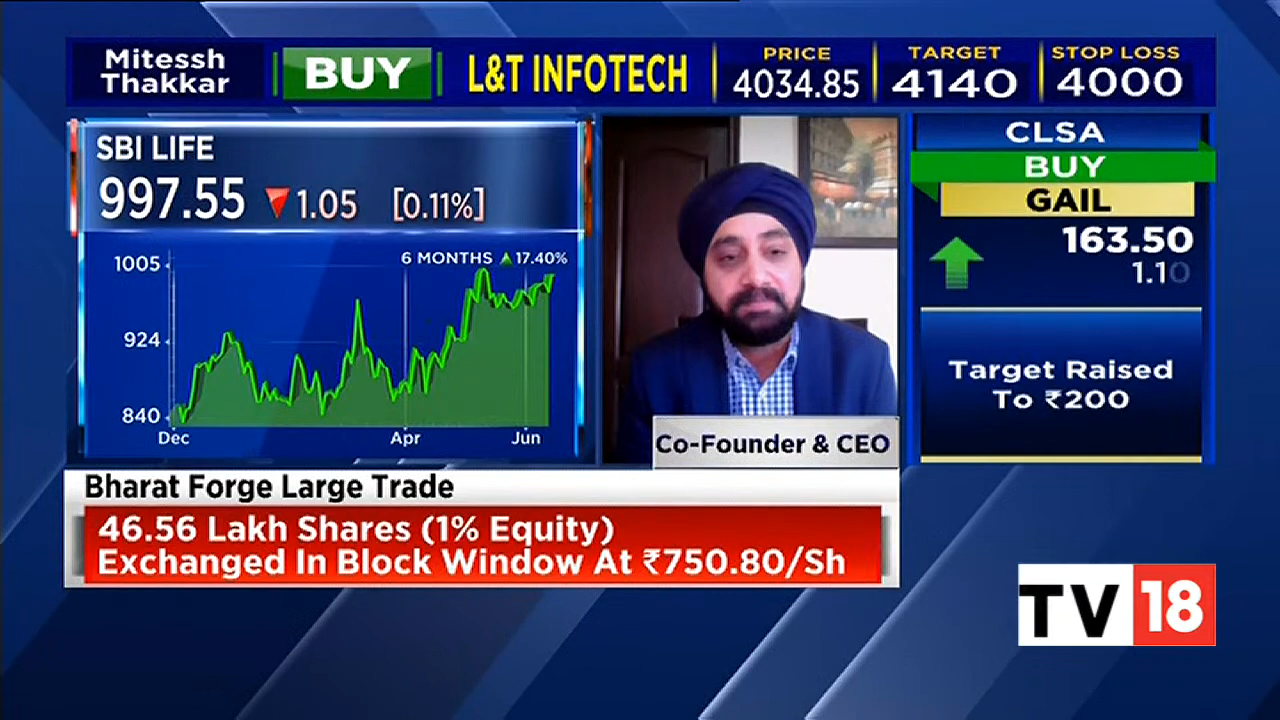 Mitessh
Thakkar
BUY
L&T INFOTECH
PRICE
4034.85
TARGET
4140
STOP LOSS
4000
SBI LIFE
997.55 ▼ 1.05 [0.11%]
6 MONTHS ▲ 17.40%
1005
924
840
Dec Apr Jun
Co-Founder & CEO
CLSA
BUY
GAIL
163.50
1.10
Target Raised
To ₹200
Bharat Forge Large Trade
46.56 Lakh Shares (1% Equity)
Exchanged In Block Window At ₹750.80/Sh
TV18